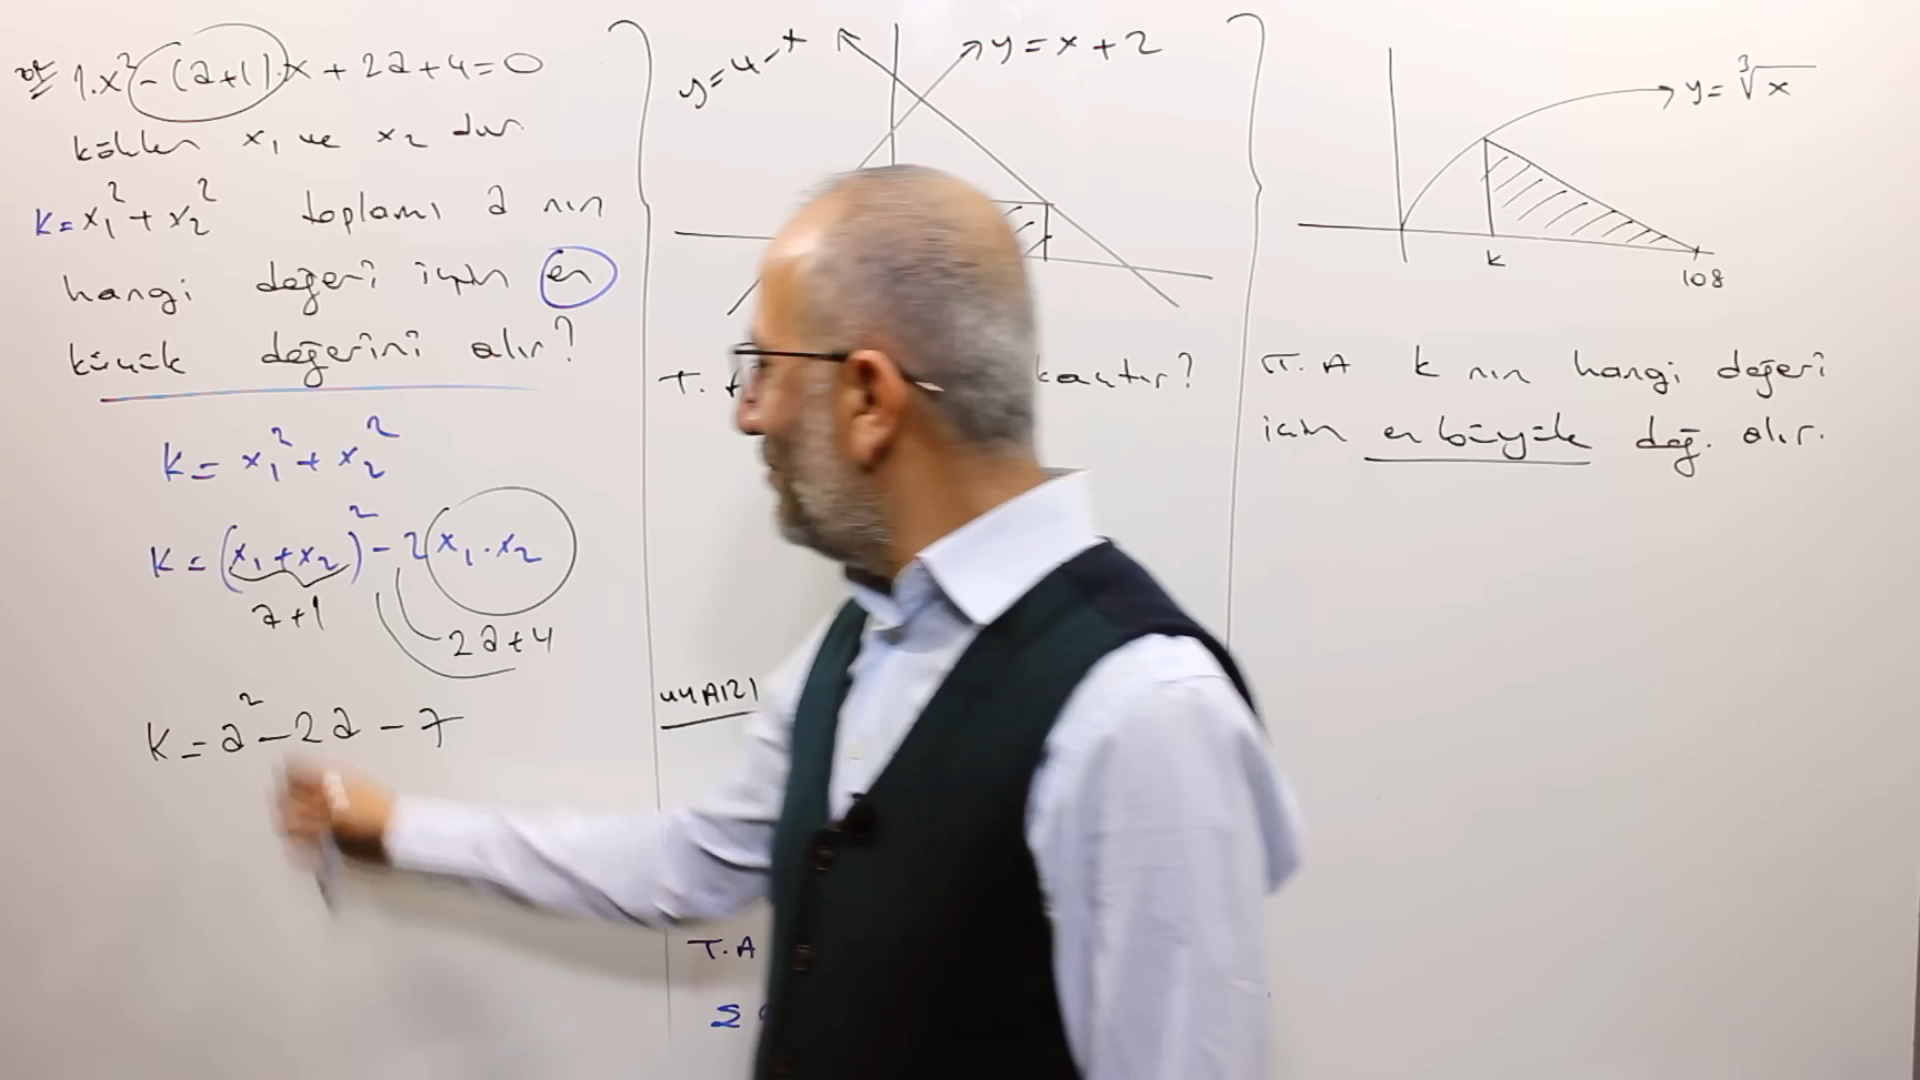 ör 1.x² - (a+1).x + 2a+4=0
kökleri x₁ ve x₂ dir.
K= x₁² + x₂² toplamı a nın
hangi değeri için en
küçük değerini alır?
K= x₁² + x₂²
K= (x₁+x₂)² - 2x₁.x₂
a+1
2a+4
K=a²-2a-7
y=4-x
y=x+2
T. A
kaçtır?
UYARI
T.A
y=∛x
k
108
T.A k nın hangi değeri
için en büyük değ. alır.